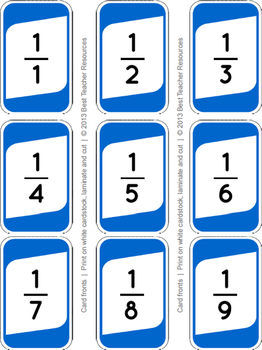 1 1 1
1 2 3
1 1 1
4 5 6
1 1 1
7 8 9
Card fronts | Print on white cardstock, laminate and cut | © 2013 Best Teacher Resources
Card fronts | Print on white cardstock, laminate and cut | © 2013 Best Teacher Resources